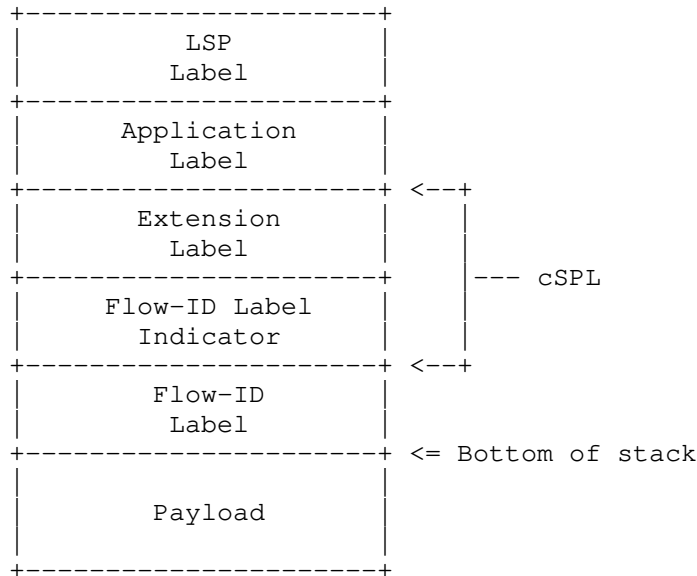 LSP
Label
Application
Label
<--+
Extension
Label
--- cSPL
Flow-ID Label
Indicator
<--+
Flow-ID
Label
<= Bottom of stack
Payload